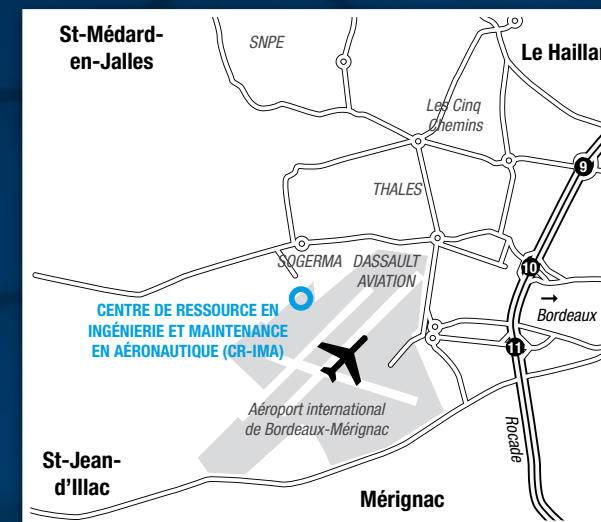 St-Médard-
en-Jalles
SNPE
Le Haillan
Les Cinq
Chemins
9
THALES
SOGERMA
DASSAULT
AVIATION
10
→
Bordeaux
CENTRE DE RESSOURCE EN
INGÉNIERIE ET MAINTENANCE
EN AÉRONAUTIQUE (CR-IMA)
11
Aéroport international
de Bordeaux-Mérignac
Rocade
St-Jean-
d'Illac
Mérignac